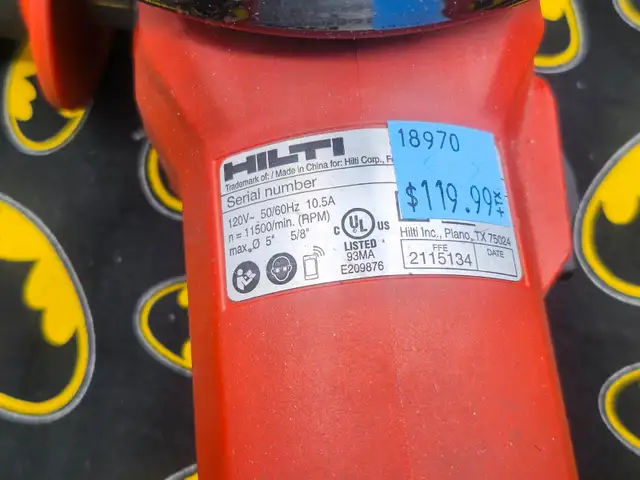 HILTI
Trademark of: / Made in China for: Hilti Corp.,
Serial number
120V~ 50/60Hz 10.5A
n = 11500/min. (RPM)
max. Ø 5" 5/8"
C UL US
LISTED
93MA
E209876
18970
$119.99
Hilti Inc., Plano, TX 75024
FFE
2115134
DATE